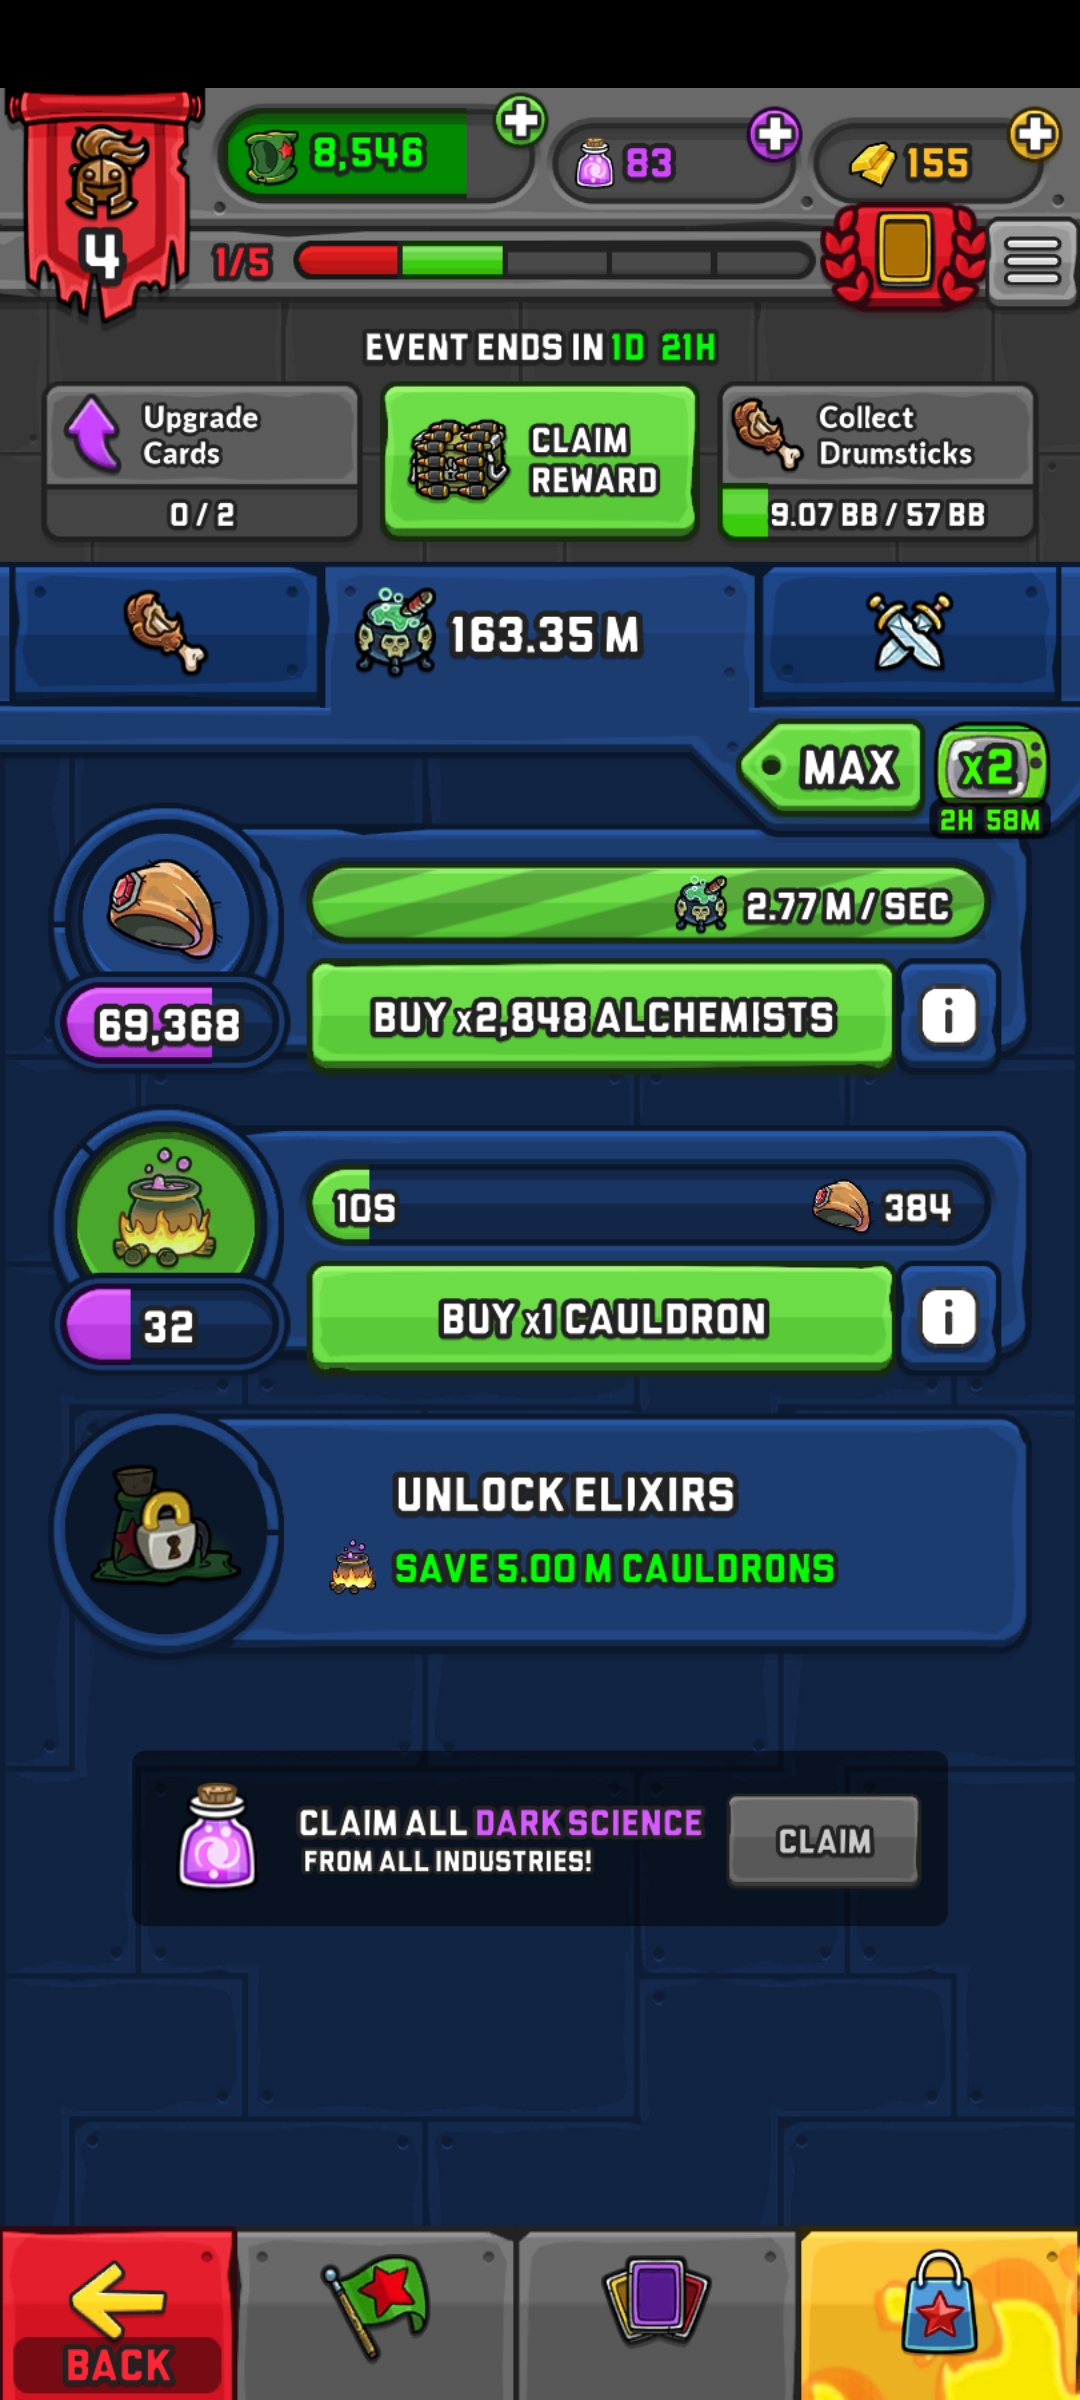 8,546
83
155
4
1/5
EVENT ENDS IN 1D 21H
Upgrade
Cards
0 / 2
CLAIM
REWARD
Collect
Drumsticks
9.07 BB / 57 BB
163.35 M
MAX
x2
2H 58M
2.77 M / SEC
69,368
BUY x2,848 ALCHEMISTS
i
10S
384
32
BUY x1 CAULDRON
i
UNLOCK ELIXIRS
SAVE 5.00 M CAULDRONS
CLAIM ALL DARK SCIENCE
FROM ALL INDUSTRIES!
CLAIM
BACK